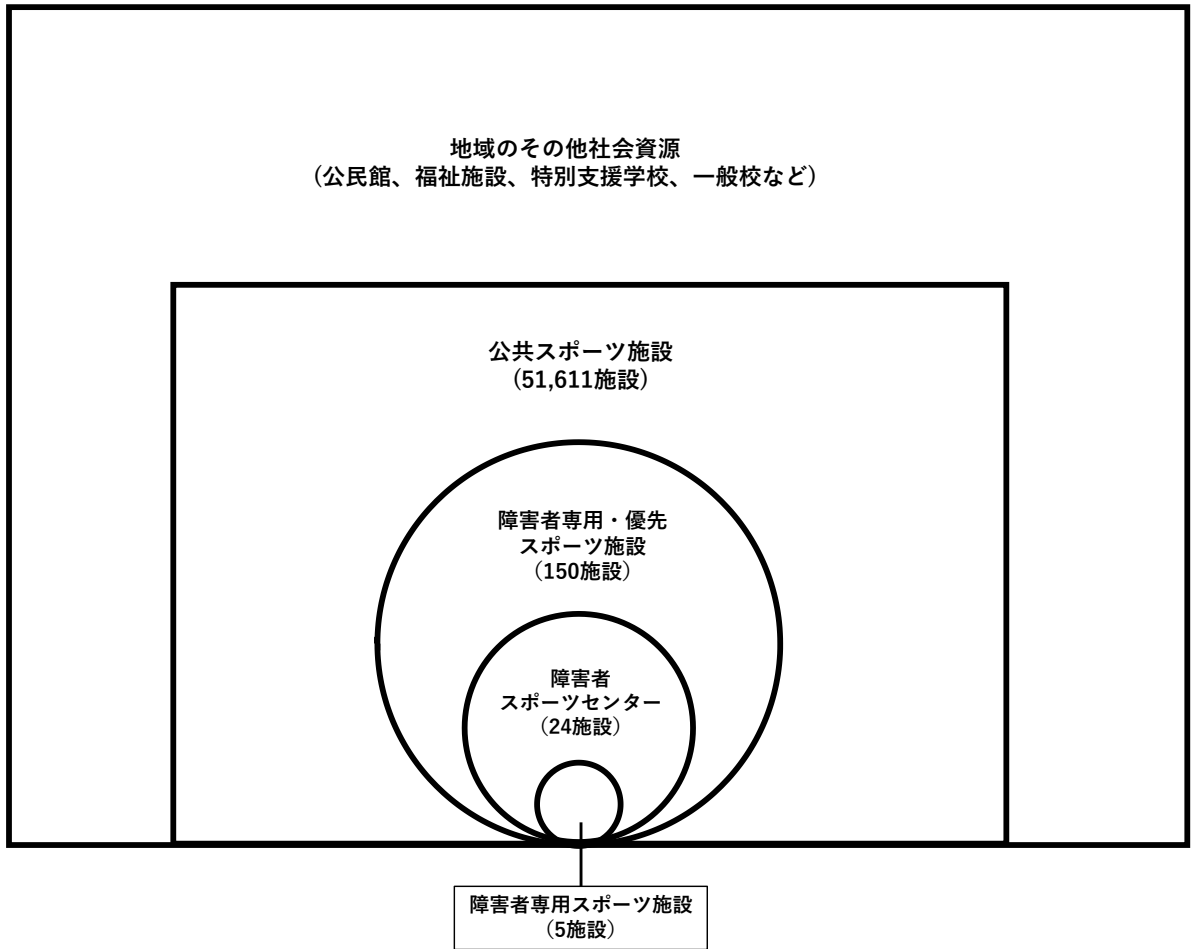 地域のその他社会資源
（公民館、福祉施設、特別支援学校、一般校など）
公共スポーツ施設
（51,611施設）
障害者専用・優先
スポーツ施設
（150施設）
障害者
スポーツセンター
（24施設）
障害者専用スポーツ施設
（5施設）